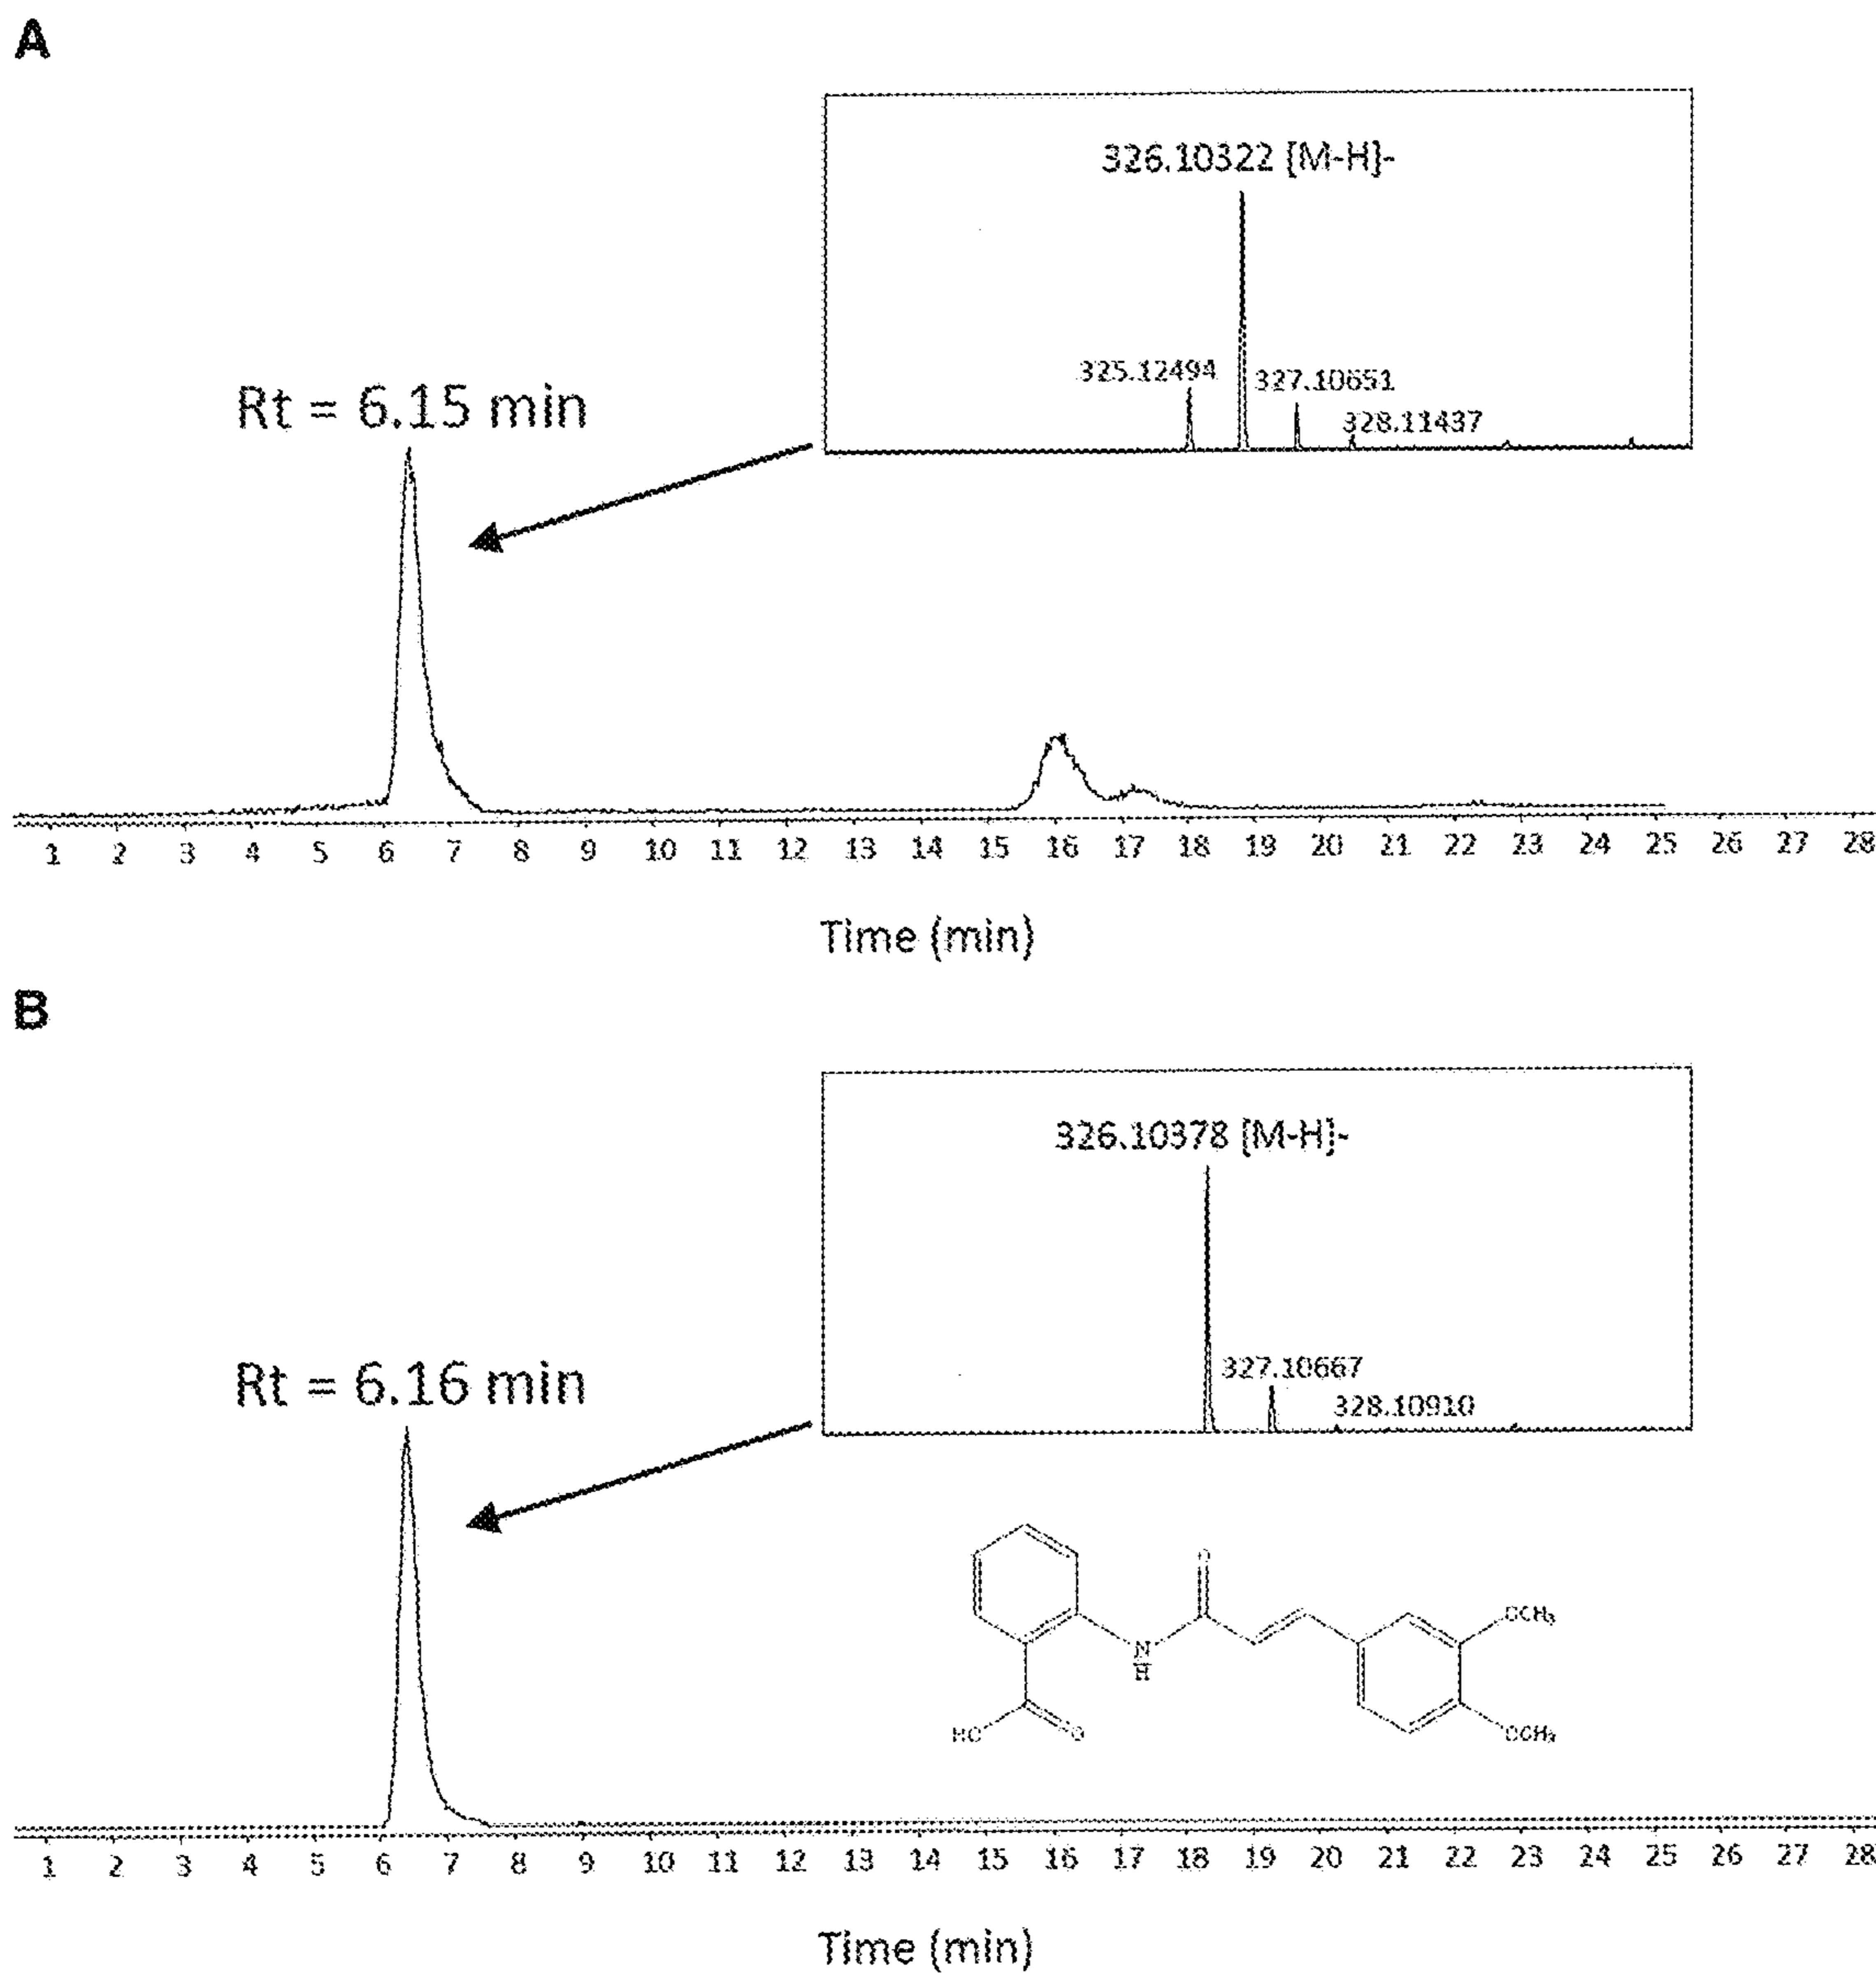 A
326.10322 [M-H]-
325.12494
327.10651
328.11437
Rt = 6.15 min
1 2 3 4 5 6 7 8 9 10 11 12 13 14 15 16 17 18 19 20 21 22 23 24 25 26 27 28
Time (min)
B
326.10378 [M-H]-
327.10667
328.10910
Rt = 6.16 min
O
OCH₃
N
H
HO
O
OCH₃
1 2 3 4 5 6 7 8 9 10 11 12 13 14 15 16 17 18 19 20 21 22 23 24 25 26 27 28
Time (min)